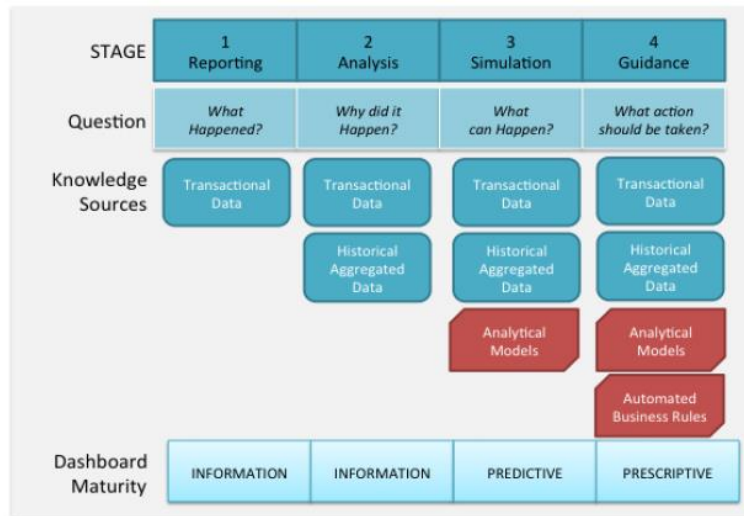 STAGE
1
Reporting
2
Analysis
3
Simulation
4
Guidance
Question
What
Happened?
Why did it
Happen?
What
can Happen?
What action
should be taken?
Knowledge
Sources
Transactional
Data
Transactional
Data
Transactional
Data
Transactional
Data
Historical
Aggregated
Data
Historical
Aggregated
Data
Historical
Aggregated
Data
Analytical
Models
Analytical
Models
Automated
Business Rules
Dashboard
Maturity
INFORMATION
INFORMATION
PREDICTIVE
PRESCRIPTIVE